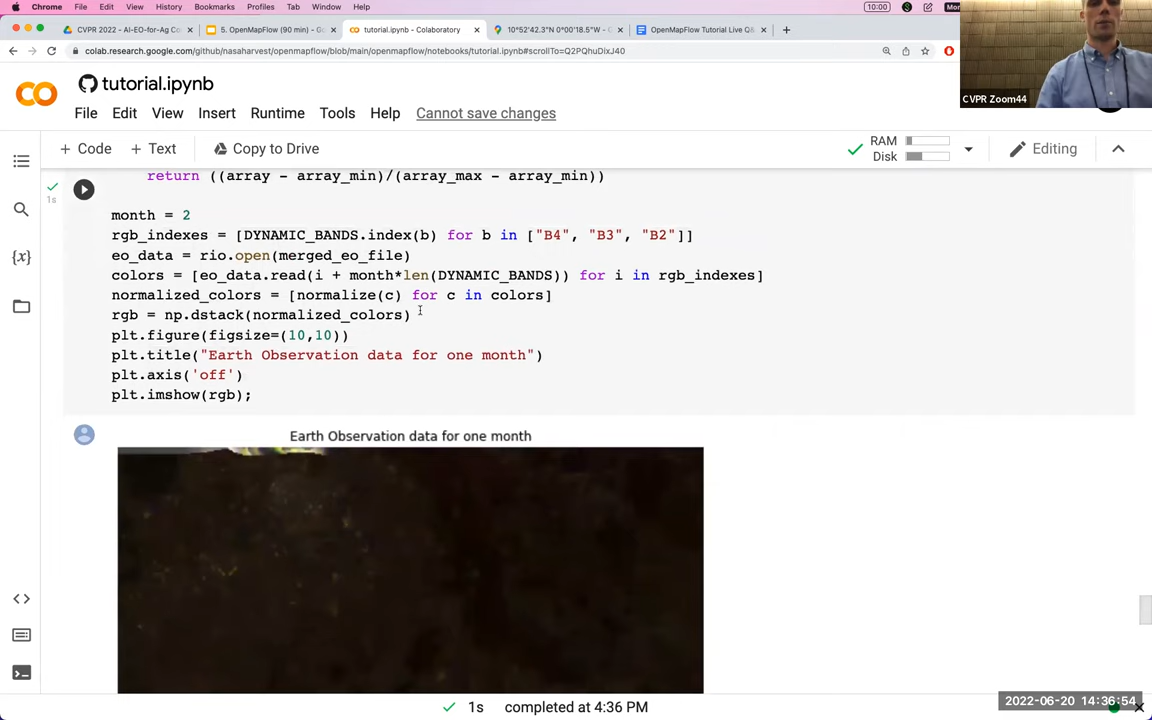 Chrome File Edit View History Bookmarks Profiles Tab Window Help 10:00
CVPR 2022 - AI-EO-for-Ag Co
5. OpenMapFlow (90 min) - G
tutorial.ipynb - Colaboratory
10°52'42.3"N 0°00'18.5"W - G
OpenMapFlow Tutorial Live Q&
colab.research.google.com/github/nasaharvest/openmapflow/blob/main/openmapflow/notebooks/tutorial.ipynb#scrollTo=Q2PQhuDixJ40
CVPR Zoom44
tutorial.ipynb
File Edit View Insert Runtime Tools Help Cannot save changes
+ Code + Text Copy to Drive
RAM
Disk
Editing
return ((array - array_min)/(array_max - array_min))
1s
month = 2
rgb_indexes = [DYNAMIC_BANDS.index(b) for b in ["B4", "B3", "B2"]]
eo_data = rio.open(merged_eo_file)
colors = [eo_data.read(i + month*len(DYNAMIC_BANDS)) for i in rgb_indexes]
normalized_colors = [normalize(c) for c in colors]
rgb = np.dstack(normalized_colors)
plt.figure(figsize=(10,10))
plt.title("Earth Observation data for one month")
plt.axis('off')
plt.imshow(rgb);
Earth Observation data for one month
1s completed at 4:36 PM
2022-06-20 14:36:54